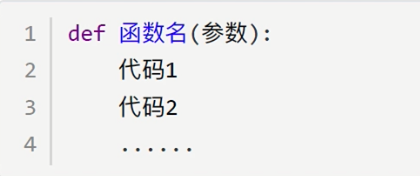 1 def 函数名(参数):
2     代码1
3     代码2
4     ......